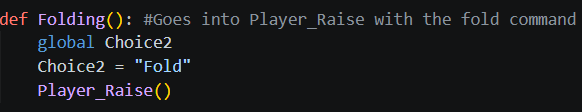 def Folding(): #Goes into Player_Raise with the fold command
    global Choice2
    Choice2 = "Fold"
    Player_Raise()